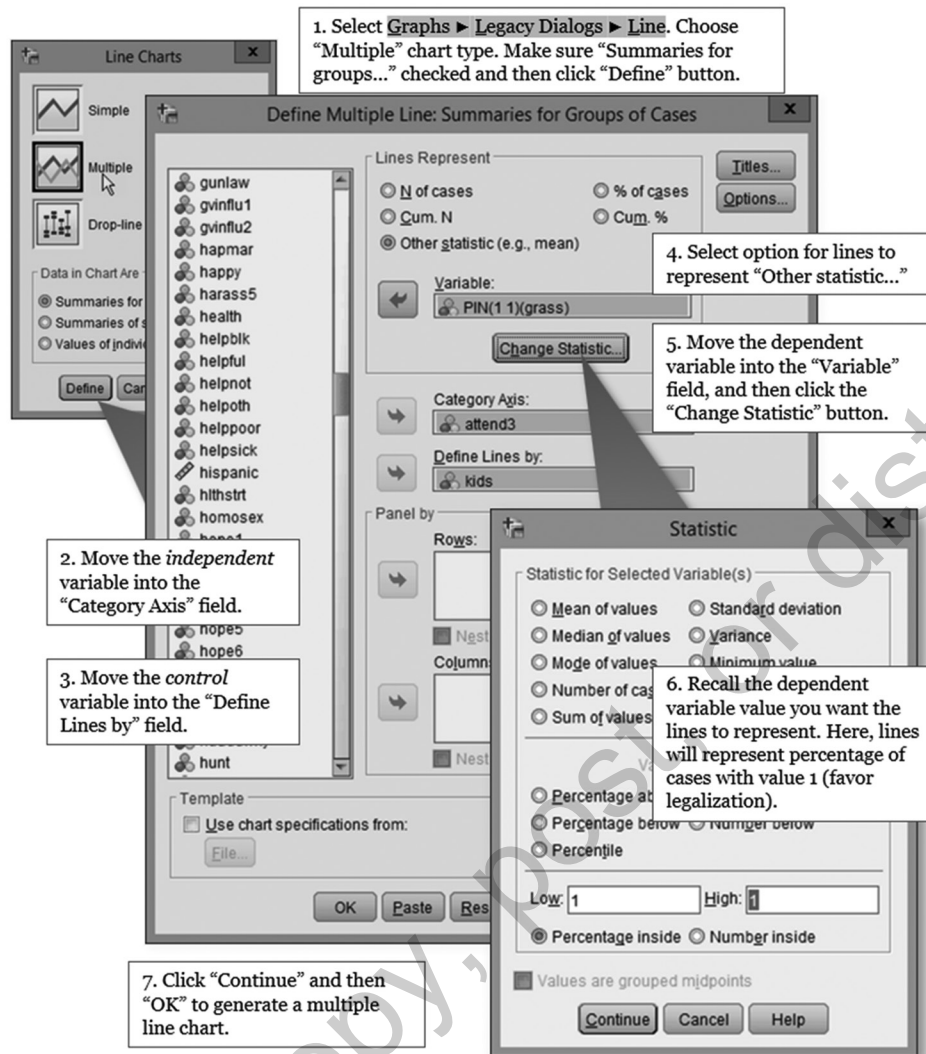 1. Select Graphs ► Legacy Dialogs ► Line. Choose
“Multiple” chart type. Make sure “Summaries for
groups...” checked and then click “Define” button.
Line Charts
x
Simple
Multiple
Drop-line
Data in Chart Are
Summaries for
Summaries of
Values of
Define
Define Multiple Line: Summaries for Groups of Cases
x
gunlaw
gvinflu1
gvinflu2
hapmar
happy
harass5
health
helpblk
helpful
helpnot
helpoth
helppoor
helpsick
hispanic
hlthstrt
homosex
hope5
hope6
hunt
Lines Represent
N of cases
% of cases
Cum. N
Cum. %
Other statistic (e.g., mean)
Variable:
PIN(1 1)(grass)
Change Statistic...
Category Axis:
attend3
Define Lines by:
kids
Panel by
Rows:
Nest
Nest
Titles...
Options...
Template
Use chart specifications from:
File...
OK
Paste
2. Move the independent
variable into the
“Category Axis” field.
3. Move the control
variable into the “Define
Lines by” field.
4. Select option for lines to
represent “Other statistic...”
5. Move the dependent
variable into the “Variable”
field, and then click the
“Change Statistic” button.
Statistic
x
Statistic for Selected Variable(s)
Mean of values
Standard deviation
Median of values
Variance
Mode of values
Minimum value
Number of
Sum of values
Percentage
Percentage below
Number below
Percentile
Low: 1
High: 1
Percentage inside
Number inside
Values are grouped midpoints
Continue
Cancel
Help
6. Recall the dependent
variable value you want the
lines to represent. Here, lines
will represent percentage of
cases with value 1 (favor
legalization).
7. Click “Continue” and then
“OK” to generate a multiple
line chart.
post, or